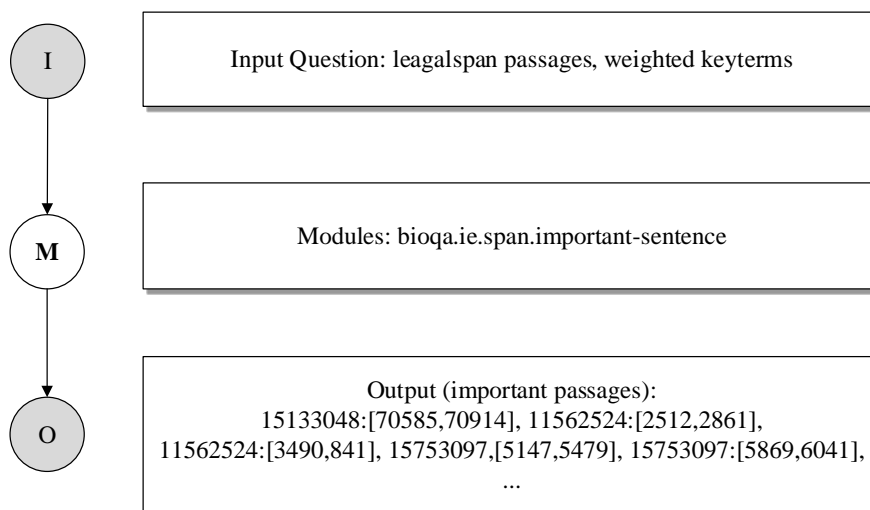 I
Input Question: leagalspan passages, weighted keyterms
M
Modules: bioqa.ie.span.important-sentence
O
Output (important passages):
15133048:[70585,70914], 11562524:[2512,2861],
11562524:[3490,841], 15753097,[5147,5479], 15753097:[5869,6041],
...